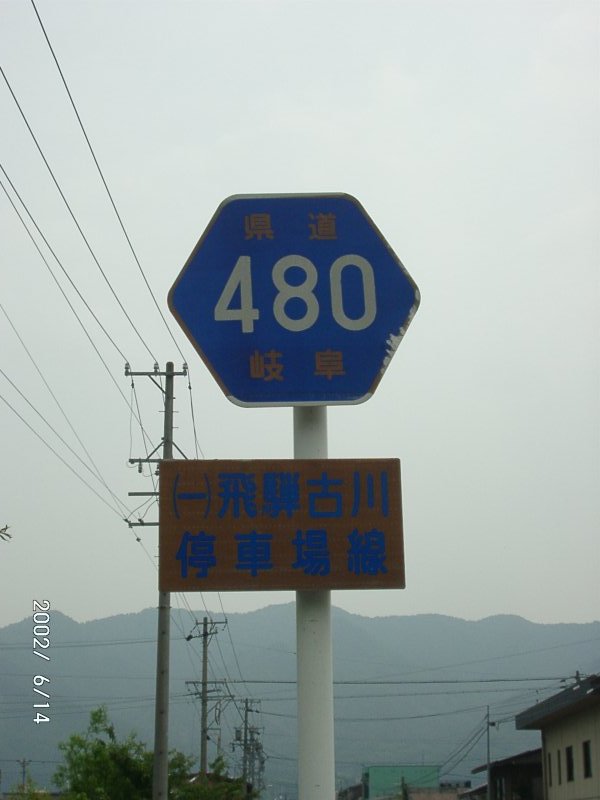 県道
480
岐阜
(一)飛騨古川
停車場線
2002/ 6/14